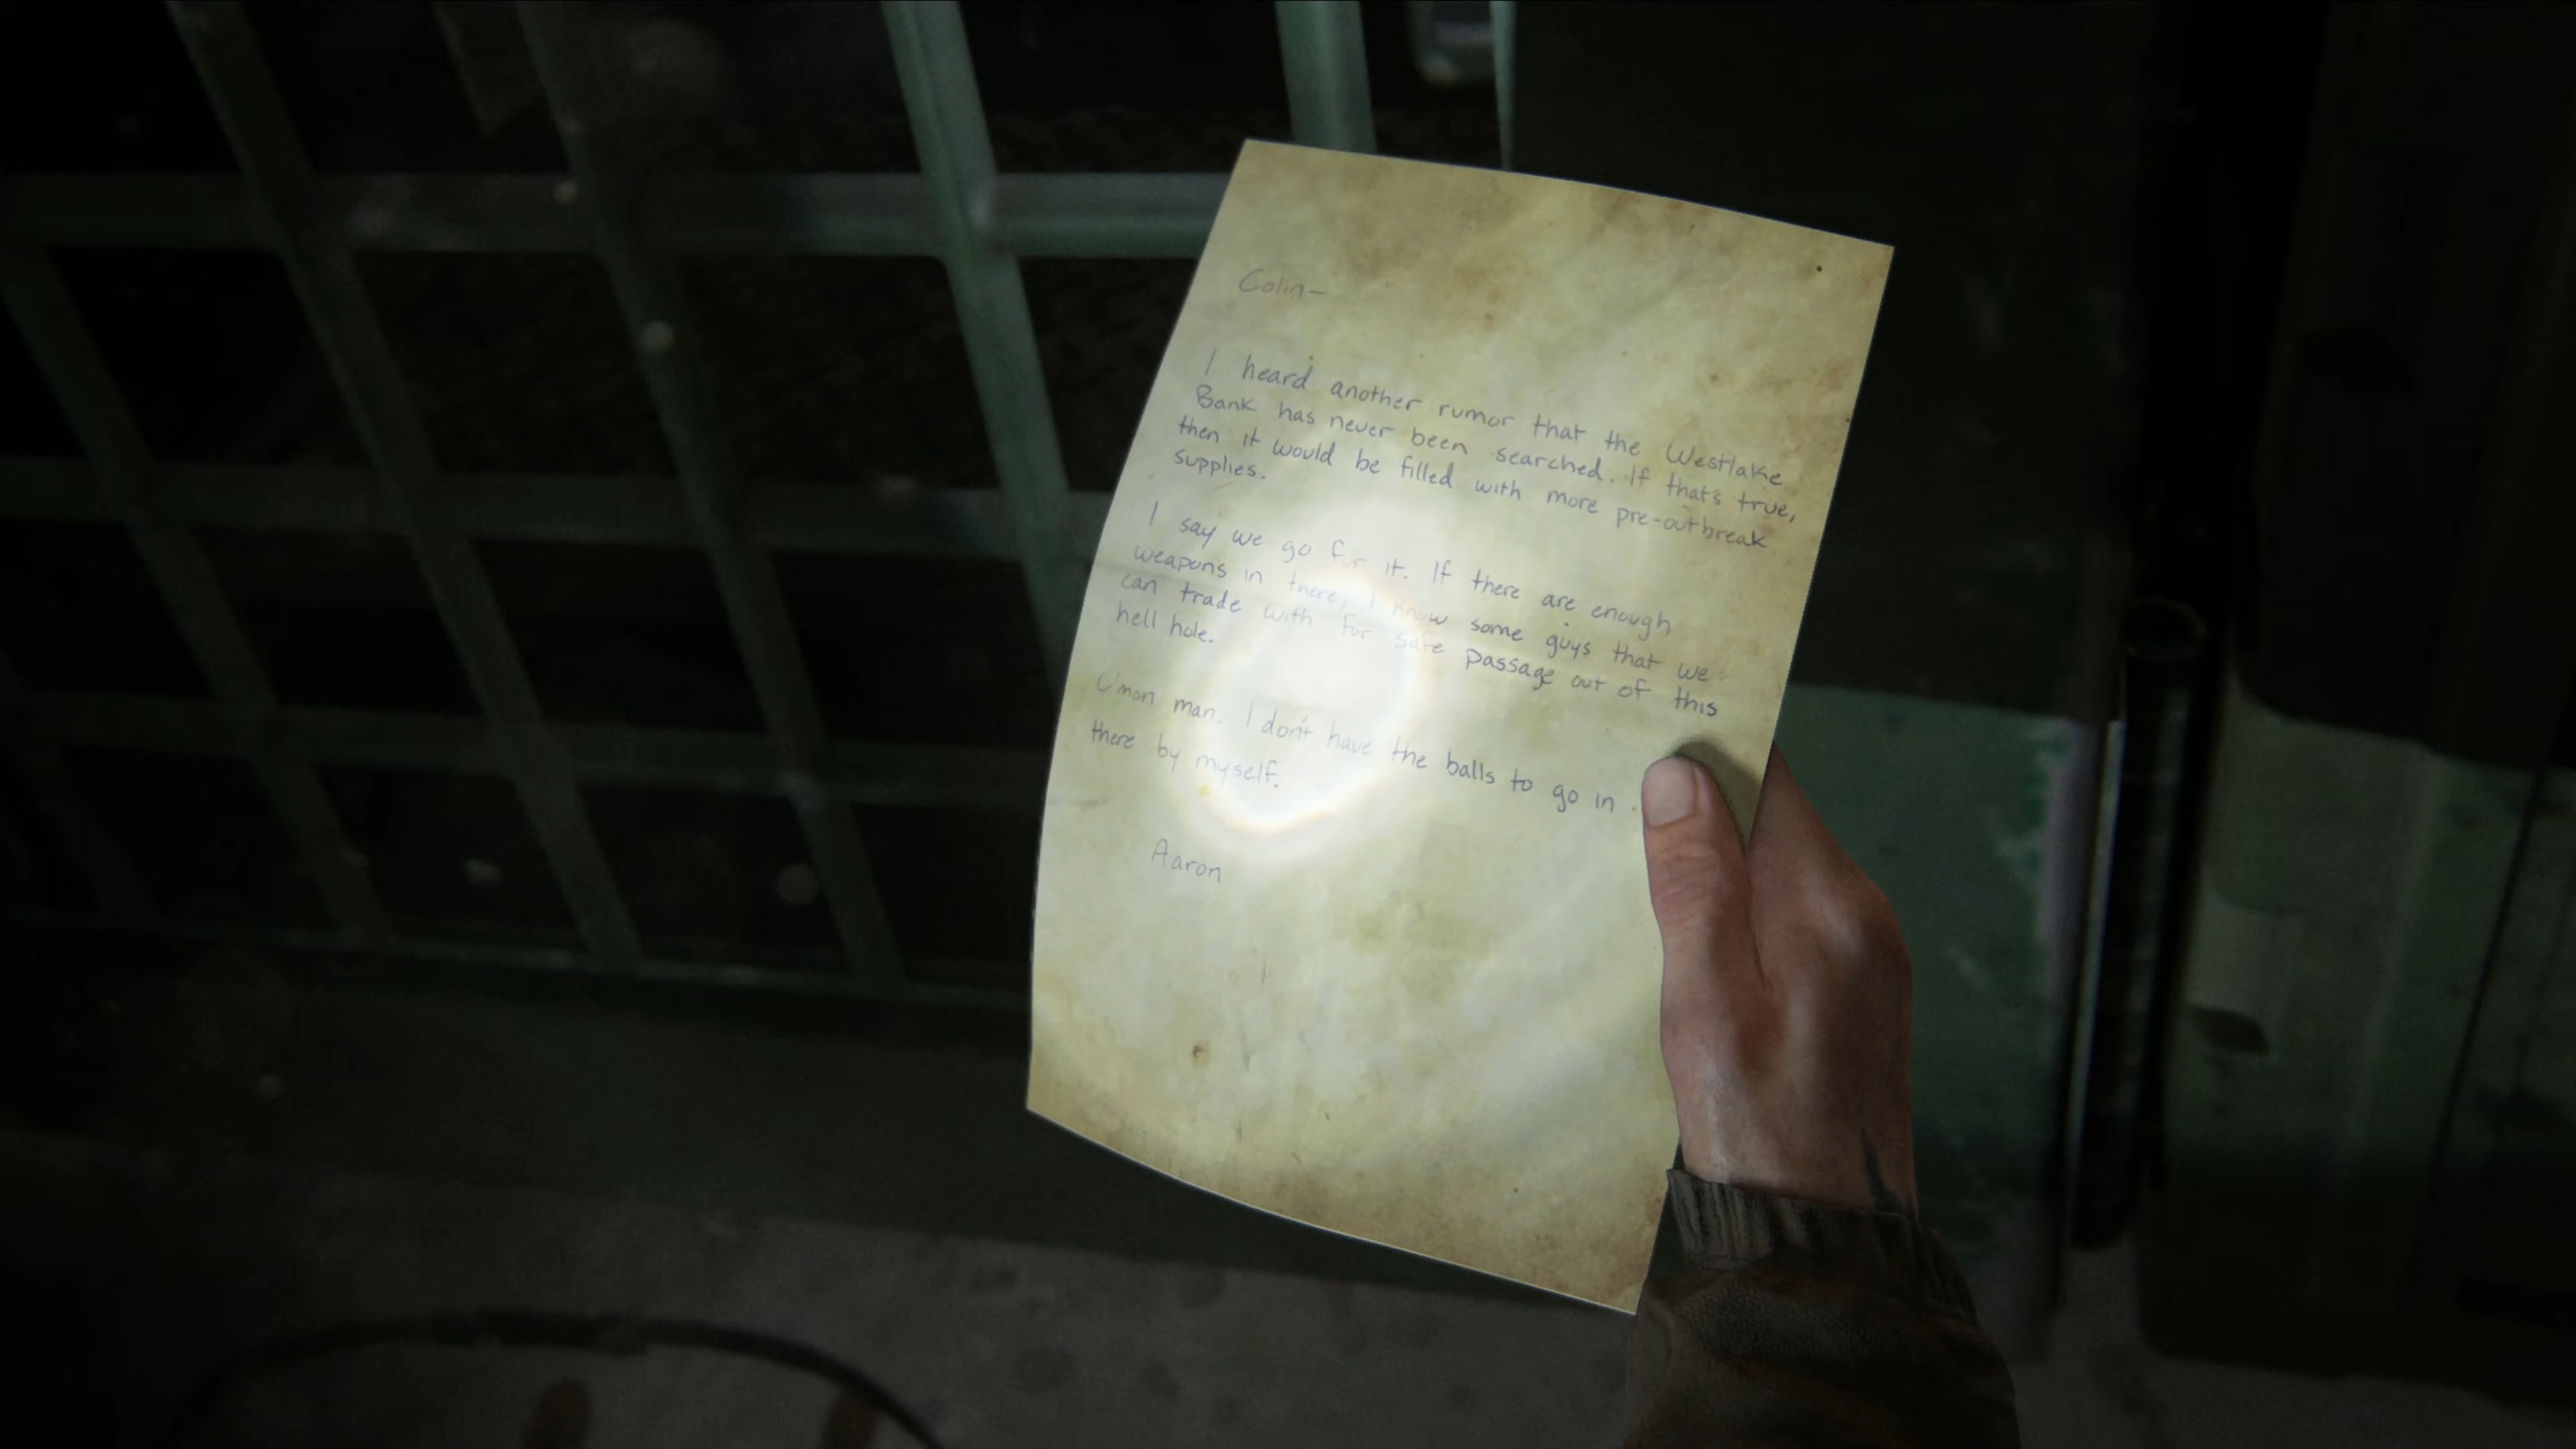 Colin—
I heard another rumor that the Westlake
Bank has never been searched. If that's true,
then it would be filled with more pre-outbreak
supplies.
I say we go for it. If there are enough
weapons in there, I know some guys that we
can trade with for safe passage out of this
hell hole.
C'mon man. I don't have the balls to go in
there by myself.
Aaron